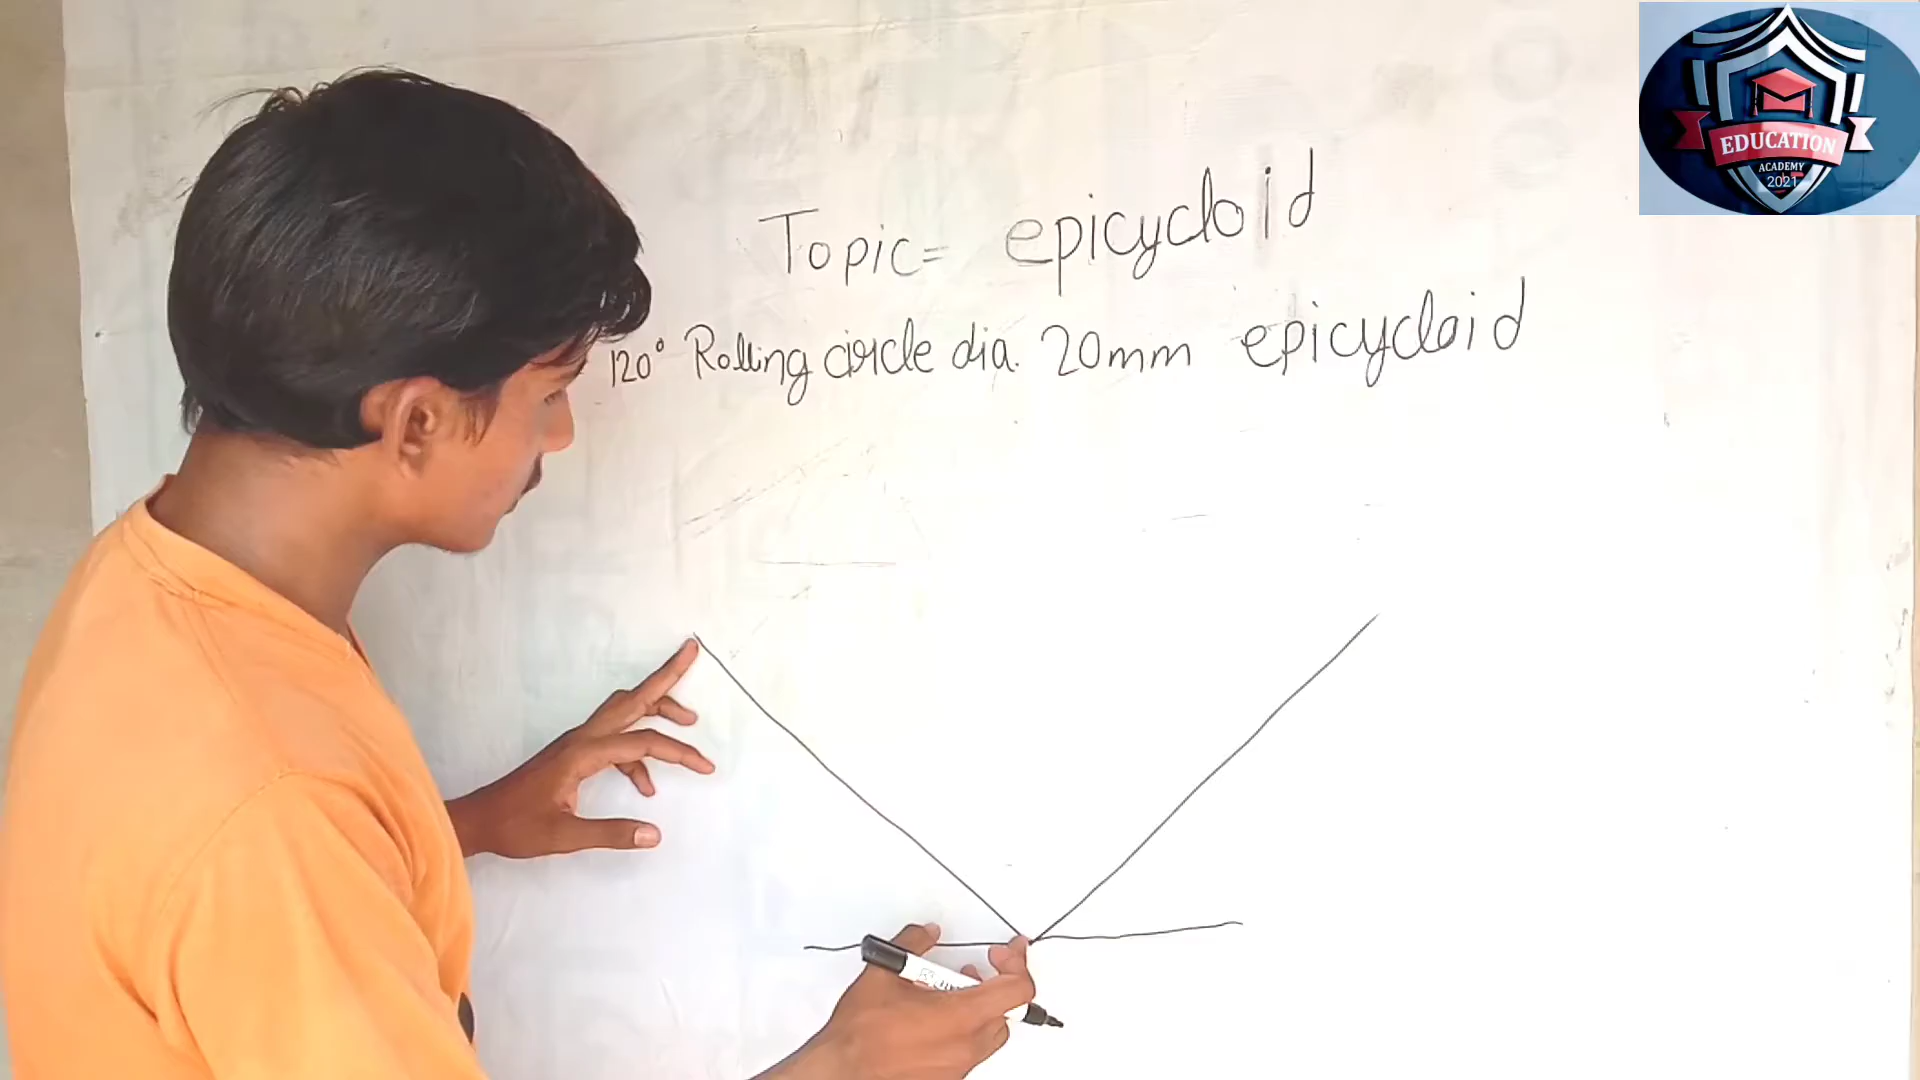 Topic= epicycloid
120° Rolling circle dia. 20mm epicycloid
EDUCATION
ACADEMY
2021